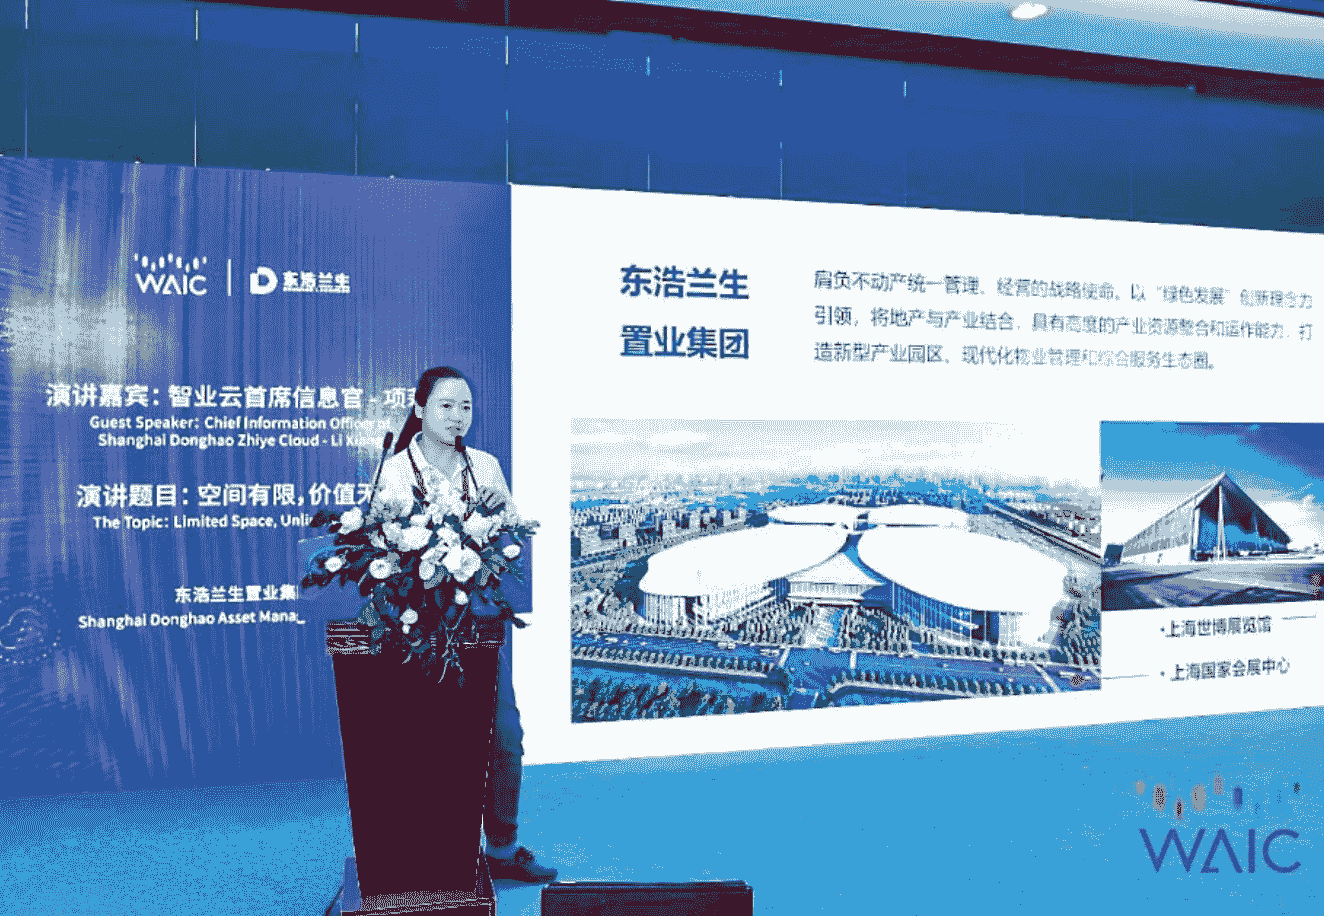 WAIC
东浩兰生
演讲嘉宾：智业云首席信息官 - 项
Guest Speaker: Chief Information Officer of
Shanghai Donghao Zhiye Cloud - Li
演讲题目：空间有限，价值无
The Topic: Limited Space,
东浩兰生置业集
Shanghai Donghao Asset
东浩兰生
置业集团
肩负不动产统一管理、经营的战略使命。以“绿色发展”创新理念为
引领，将地产与产业结合，具有高度的产业资源整合和运作能力，打
造新型产业园区、现代化物业管理和综合服务生态圈。
•上海世博展览馆
•上海国家会展中心
WAIC